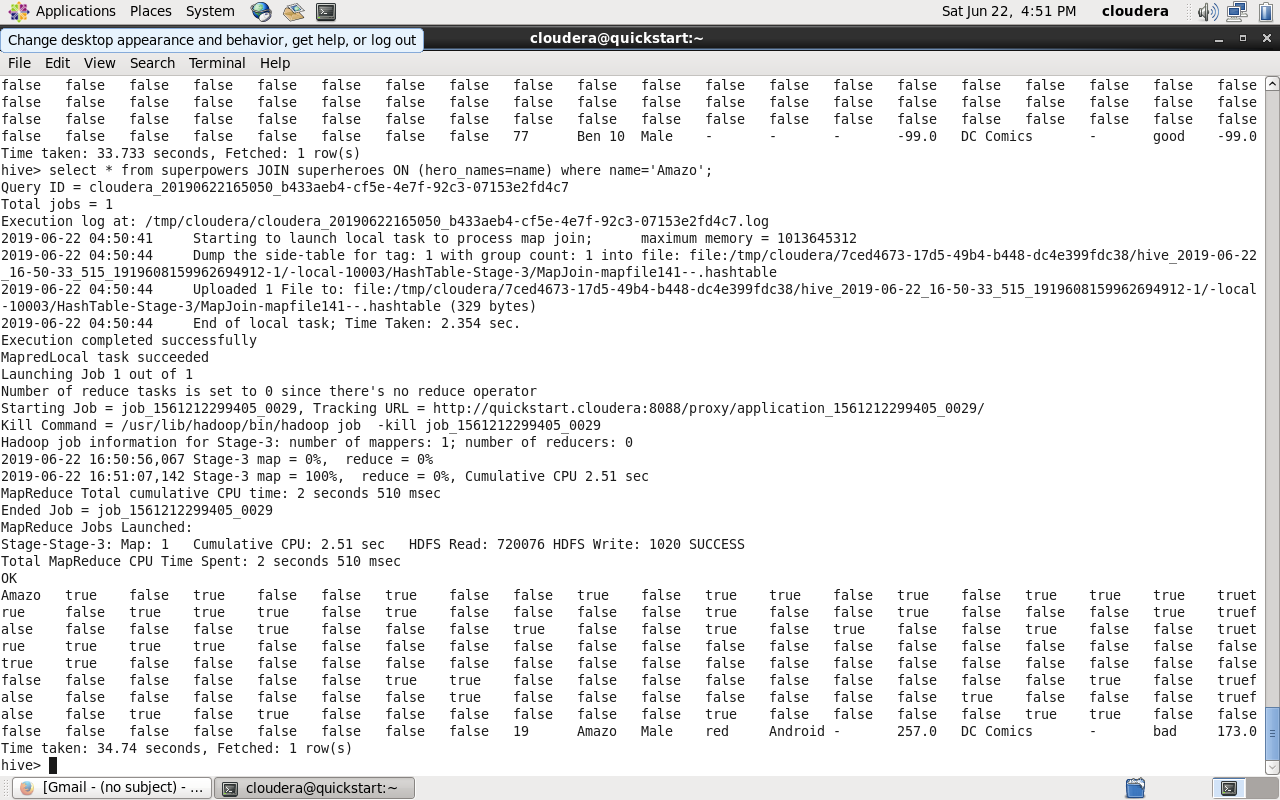 Applications Places System Sat Jun 22, 4:51 PM cloudera
Change desktop appearance and behavior, get help, or log out cloudera@quickstart:~
File Edit View Search Terminal Help
false false false false false false false false false false false false false false false false false false false false
false false false false false false false false false false false false false false false false false false false false
false false false false false false false false false false false false false false false false false false false false
false false false false false false false false 77 Ben 10 Male - - - -99.0 DC Comics - good -99.0
Time taken: 33.733 seconds, Fetched: 1 row(s)
hive> select * from superpowers JOIN superheroes ON (hero_names=name) where name='Amazo';
Query ID = cloudera_20190622165050_b433aeb4-cf5e-4e7f-92c3-07153e2fd4c7
Total jobs = 1
Execution log at: /tmp/cloudera/cloudera_20190622165050_b433aeb4-cf5e-4e7f-92c3-07153e2fd4c7.log
2019-06-22 04:50:41 Starting to launch local task to process map join; maximum memory = 1013645312
2019-06-22 04:50:44 Dump the side-table for tag: 1 with group count: 1 into file: file:/tmp/cloudera/7ced4673-17d5-49b4-b448-dc4e399fdc38/hive_2019-06-22
_16-50-33_515_1919608159962694912-1/-local-10003/HashTable-Stage-3/MapJoin-mapfile141--.hashtable
2019-06-22 04:50:44 Uploaded 1 File to: file:/tmp/cloudera/7ced4673-17d5-49b4-b448-dc4e399fdc38/hive_2019-06-22_16-50-33_515_1919608159962694912-1/-local
-10003/HashTable-Stage-3/MapJoin-mapfile141--.hashtable (329 bytes)
2019-06-22 04:50:44 End of local task; Time Taken: 2.354 sec.
Execution completed successfully
MapredLocal task succeeded
Launching Job 1 out of 1
Number of reduce tasks is set to 0 since there's no reduce operator
Starting Job = job_1561212299405_0029, Tracking URL = http://quickstart.cloudera:8088/proxy/application_1561212299405_0029/
Kill Command = /usr/lib/hadoop/bin/hadoop job -kill job_1561212299405_0029
Hadoop job information for Stage-3: number of mappers: 1; number of reducers: 0
2019-06-22 16:50:56,067 Stage-3 map = 0%, reduce = 0%
2019-06-22 16:51:07,142 Stage-3 map = 100%, reduce = 0%, Cumulative CPU 2.51 sec
MapReduce Total cumulative CPU time: 2 seconds 510 msec
Ended Job = job_1561212299405_0029
MapReduce Jobs Launched:
Stage-Stage-3: Map: 1 Cumulative CPU: 2.51 sec HDFS Read: 720076 HDFS Write: 1020 SUCCESS
Total MapReduce CPU Time Spent: 2 seconds 510 msec
OK
Amazo true false true false false true false false true false true true false true false true true true truet
rue false true true true false true false false true false false true false true false false false true truef
alse false false false true false false false true false false true false true false false true false false truet
rue true true true false false false false false false false false false false false false false false false false
true true false false false false false false false false false false false false false false false false false false
false false false false false false true true false false false false false false false false false true false truef
alse false false false false false false true false false false false false false false true false false false truef
alse false true false true false false false false false false true false false false false true true false false
false false false false false false false false 19 Amazo Male red Android - 257.0 DC Comics - bad 173.0
Time taken: 34.74 seconds, Fetched: 1 row(s)
hive>
[Gmail - (no subject) - ... cloudera@quickstart:~